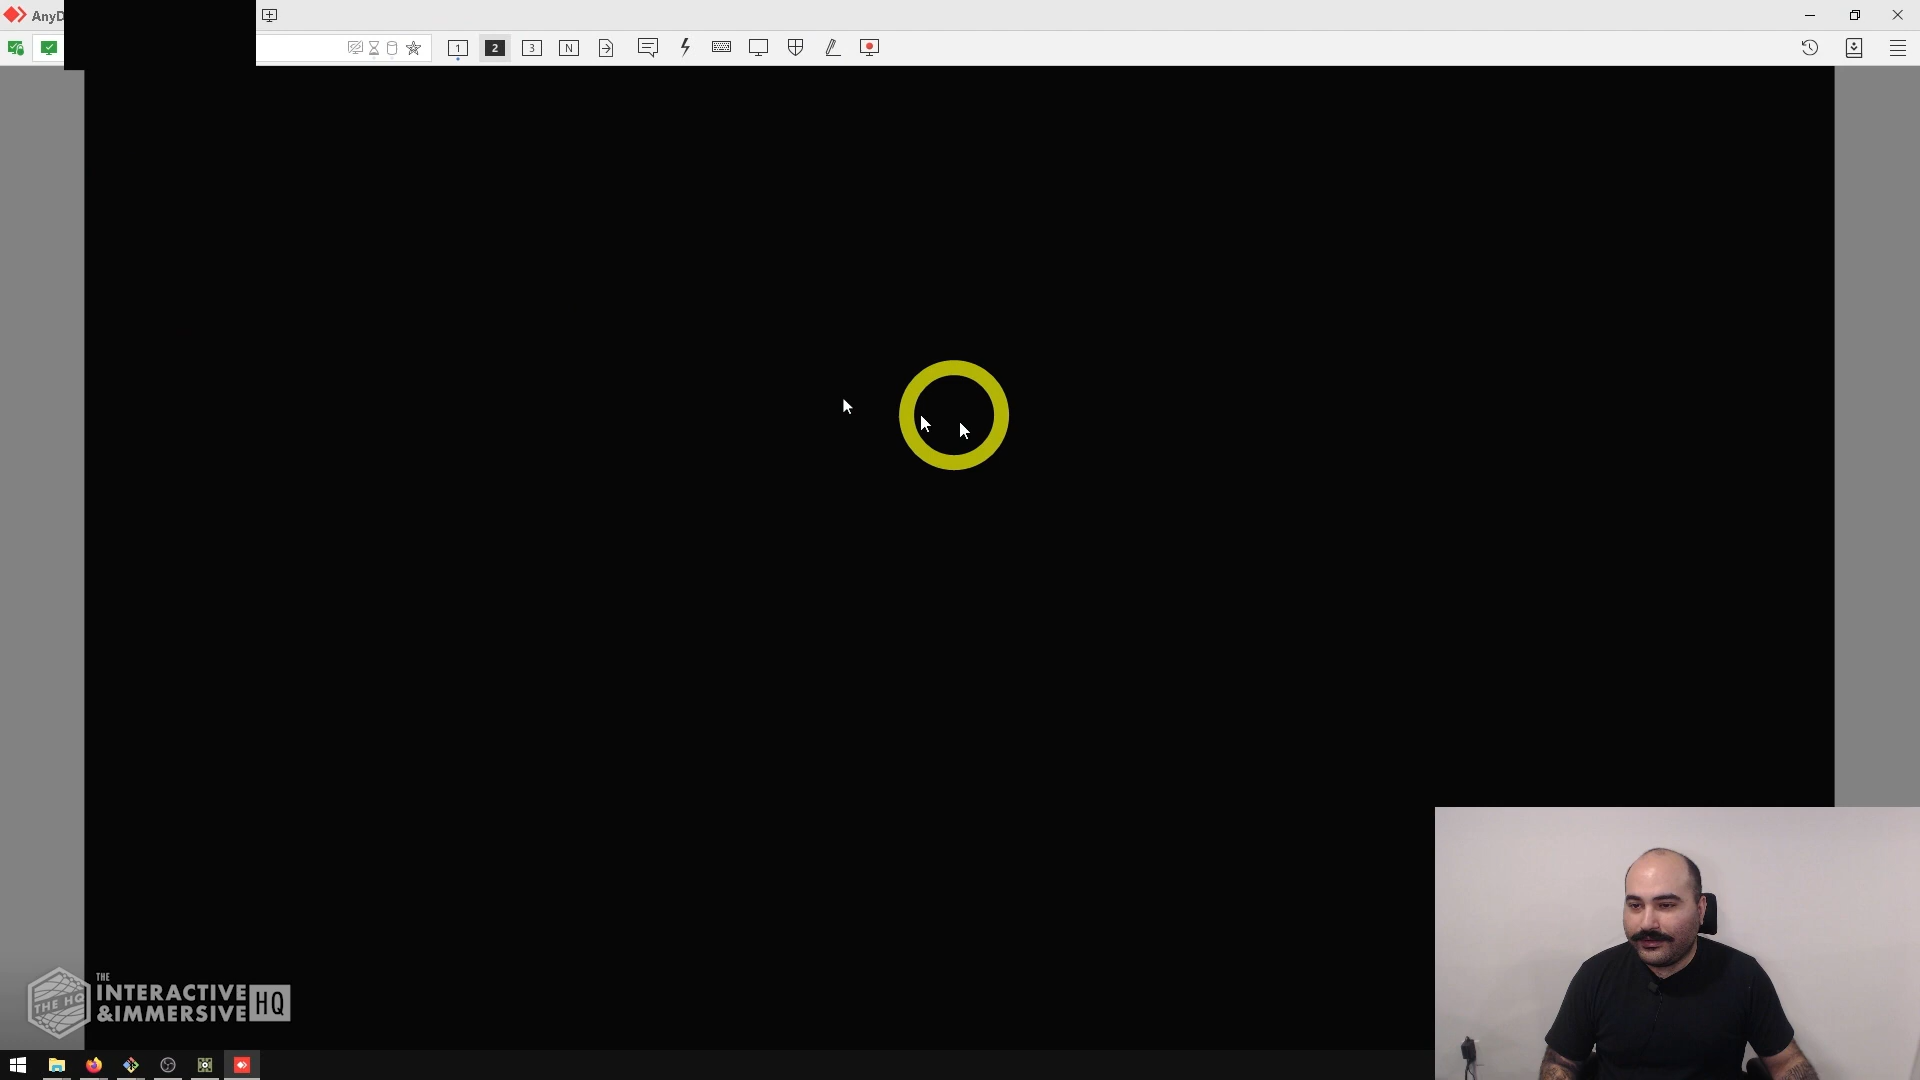 AnyD
1
2
3
N
THE
INTERACTIVE
&IMMERSIVE HQ
THE HQ